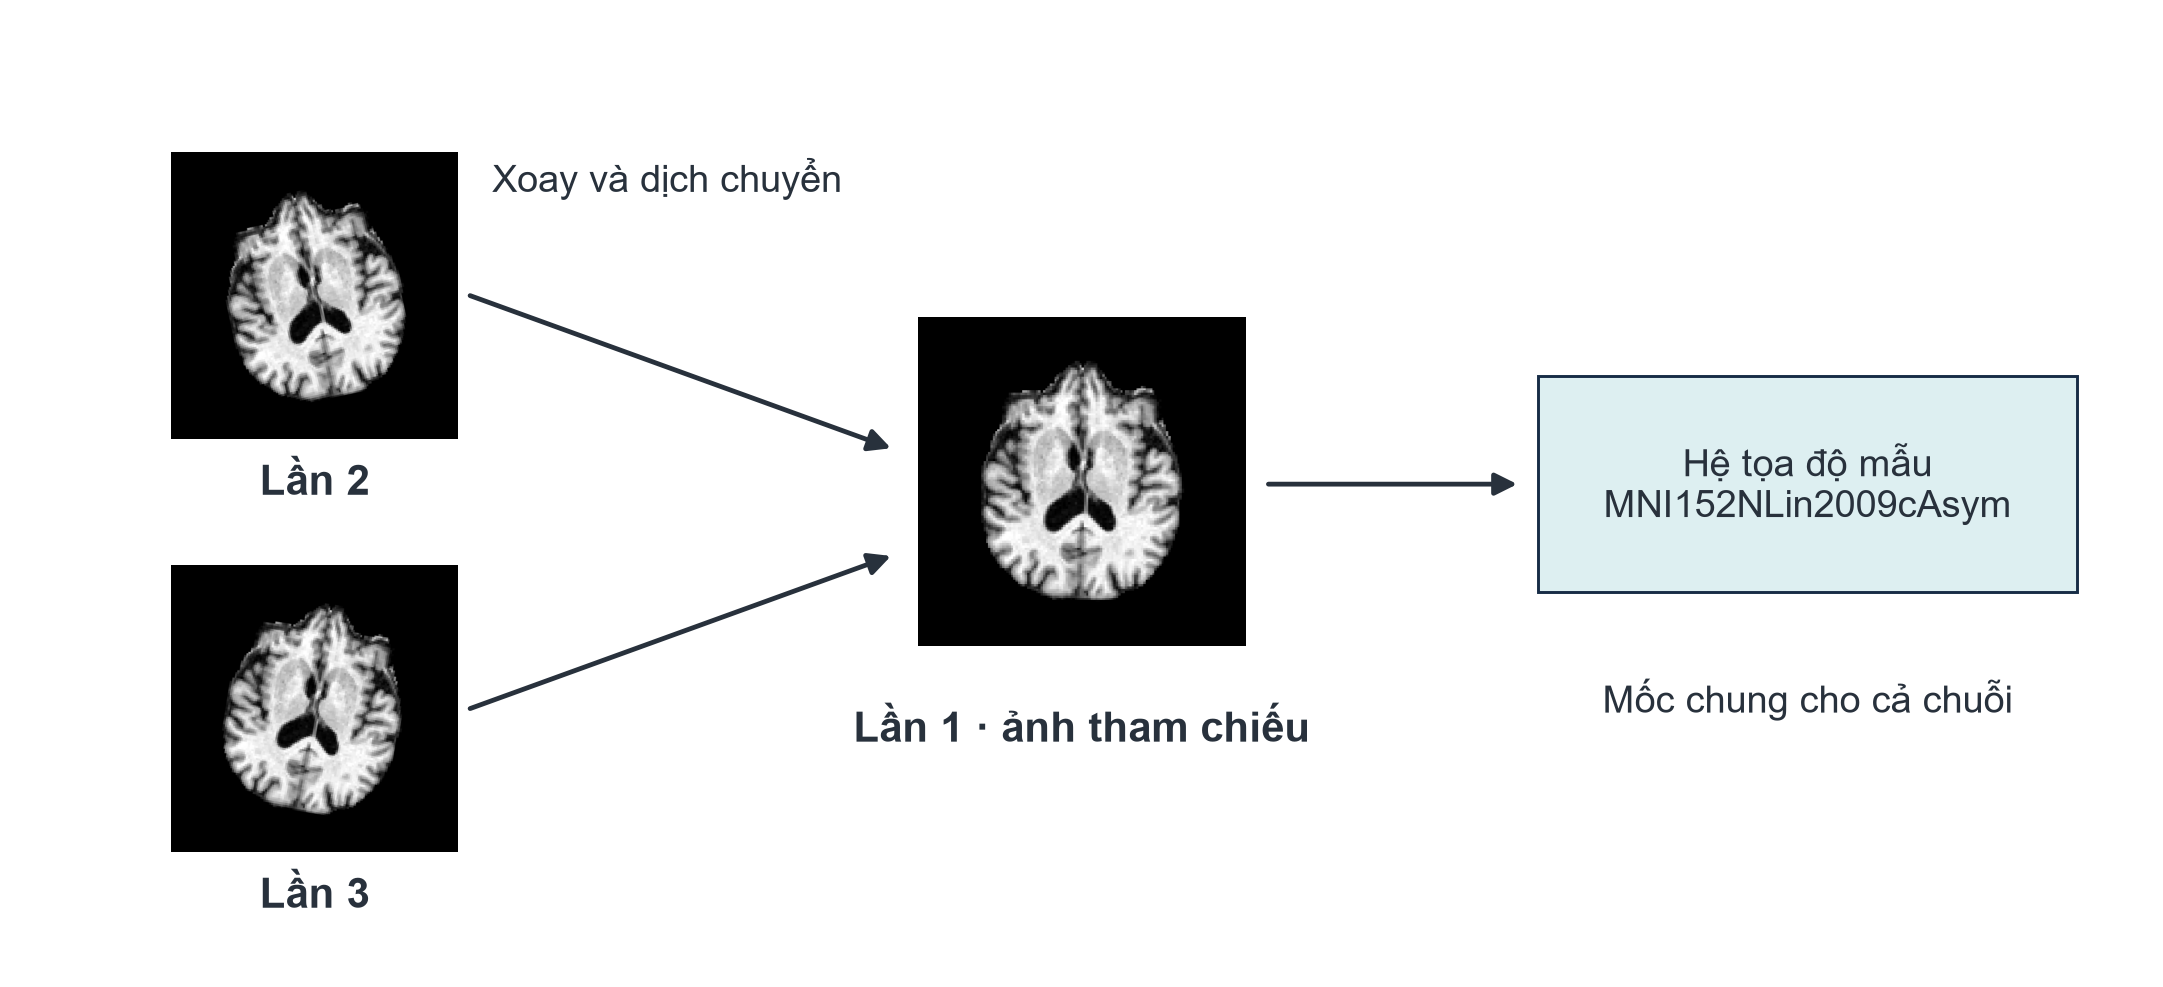 Xoay và dịch chuyển
Lần 2
Lần 3
Lần 1 · ảnh tham chiếu
Hệ tọa độ mẫu
MNI152NLin2009cAsym
Mốc chung cho cả chuỗi